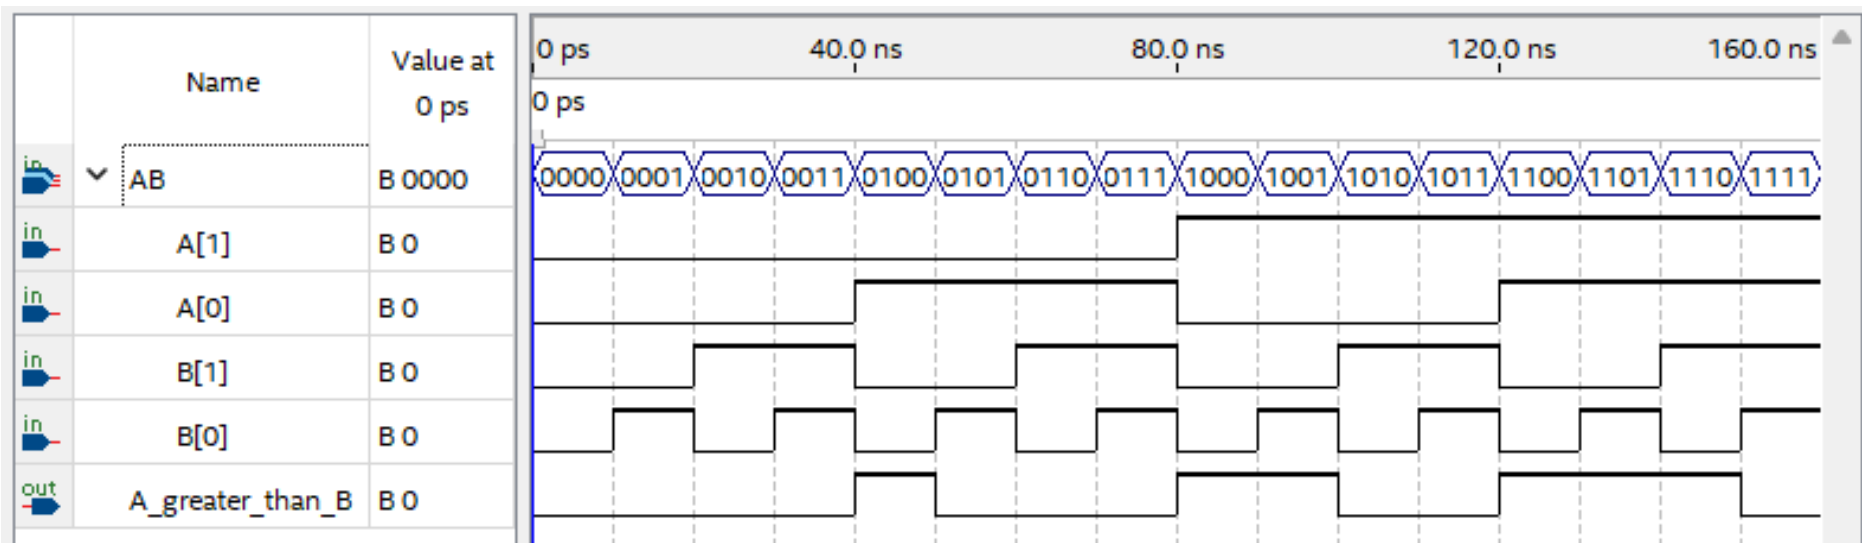 Name Value at 0 ps 0 ps 40.0 ns 80.0 ns 120.0 ns 160.0 ns
0 ps
in AB B 0000 0000 0001 0010 0011 0100 0101 0110 0111 1000 1001 1010 1011 1100 1101 1110 1111
in A[1] B 0
in A[0] B 0
in B[1] B 0
in B[0] B 0
out A_greater_than_B B 0